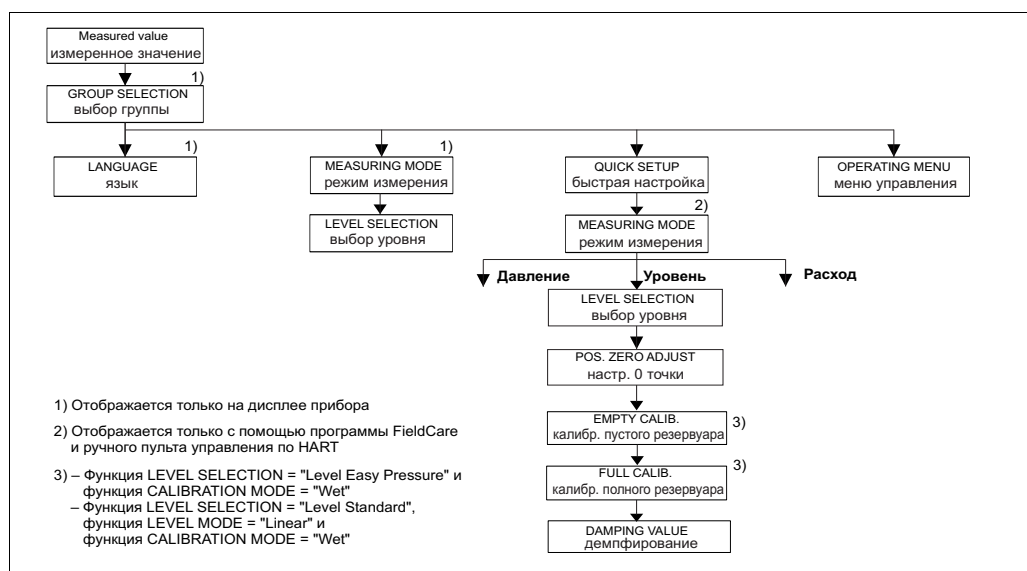 Measured value
измеренное значение
1)
GROUP SELECTION
выбор группы
1)
LANGUAGE
язык
1)
MEASURING MODE
режим измерения
QUICK SETUP
быстрая настройка
OPERATING MENU
меню управления
LEVEL SELECTION
выбор уровня
2)
MEASURING MODE
режим измерения
Давление
Уровень
Расход
LEVEL SELECTION
выбор уровня
POS. ZERO ADJUST
настр. 0 точки
EMPTY CALIB.
калибр. пустого резервуара
3)
FULL CALIB.
калибр. полного резервуара
3)
DAMPING VALUE
демпфирование
1) Отображается только на дисплее прибора
2) Отображается только с помощью программы FieldCare
и ручного пульта управления по HART
3) – Функция LEVEL SELECTION = "Level Easy Pressure" и
функция CALIBRATION MODE = "Wet"
– Функция LEVEL SELECTION = "Level Standard",
функция LEVEL MODE = "Linear" и
функция CALIBRATION MODE = "Wet"